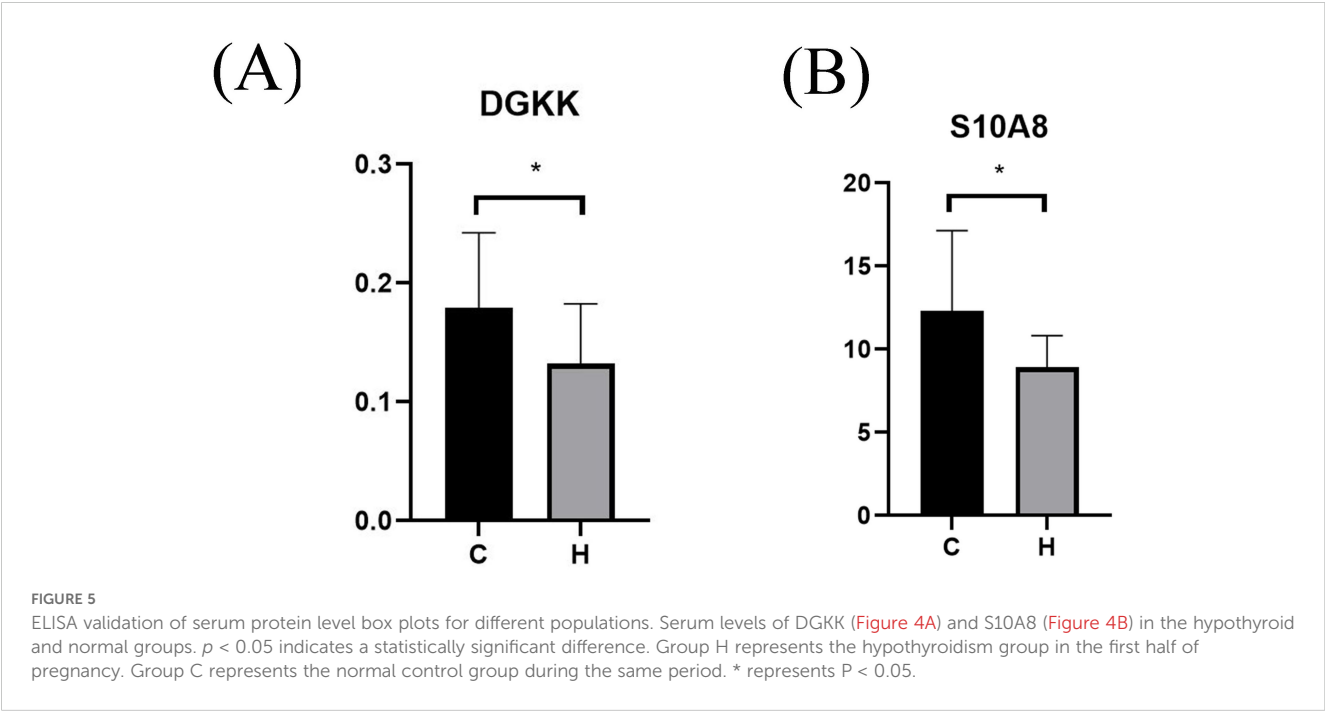 (A)
DGKK
*
0.3
0.2
0.1
0.0
C H
(B)
S10A8
*
20
15
10
5
0
C H
FIGURE 5
ELISA validation of serum protein level box plots for different populations. Serum levels of DGKK (Figure 4A) and S10A8 (Figure 4B) in the hypothyroid
and normal groups. p < 0.05 indicates a statistically significant difference. Group H represents the hypothyroidism group in the first half of
pregnancy. Group C represents the normal control group during the same period. * represents P < 0.05.